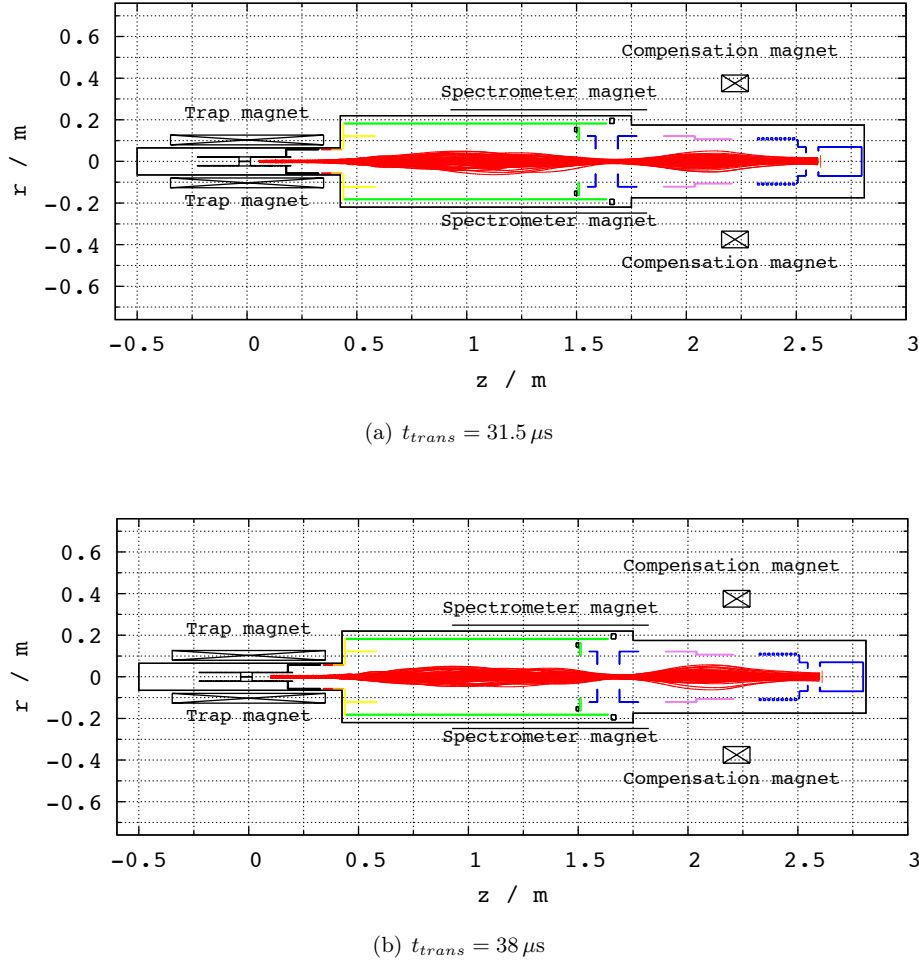 0.6
Compensation magnet
0.4
Spectrometer magnet
Trap magnet
0.2
r / m
0
Trap magnet
-0.2
Spectrometer magnet
-0.4
Compensation magnet
-0.6
-0.5 0 0.5 1 1.5 2 2.5 3
z / m
(a) t_{trans} = 31.5 μs
0.6
Compensation magnet
0.4
Spectrometer magnet
Trap magnet
0.2
r / m
0
Trap magnet
-0.2
Spectrometer magnet
-0.4
Compensation magnet
-0.6
-0.5 0 0.5 1 1.5 2 2.5 3
z / m
(b) t_{trans} = 38 μs